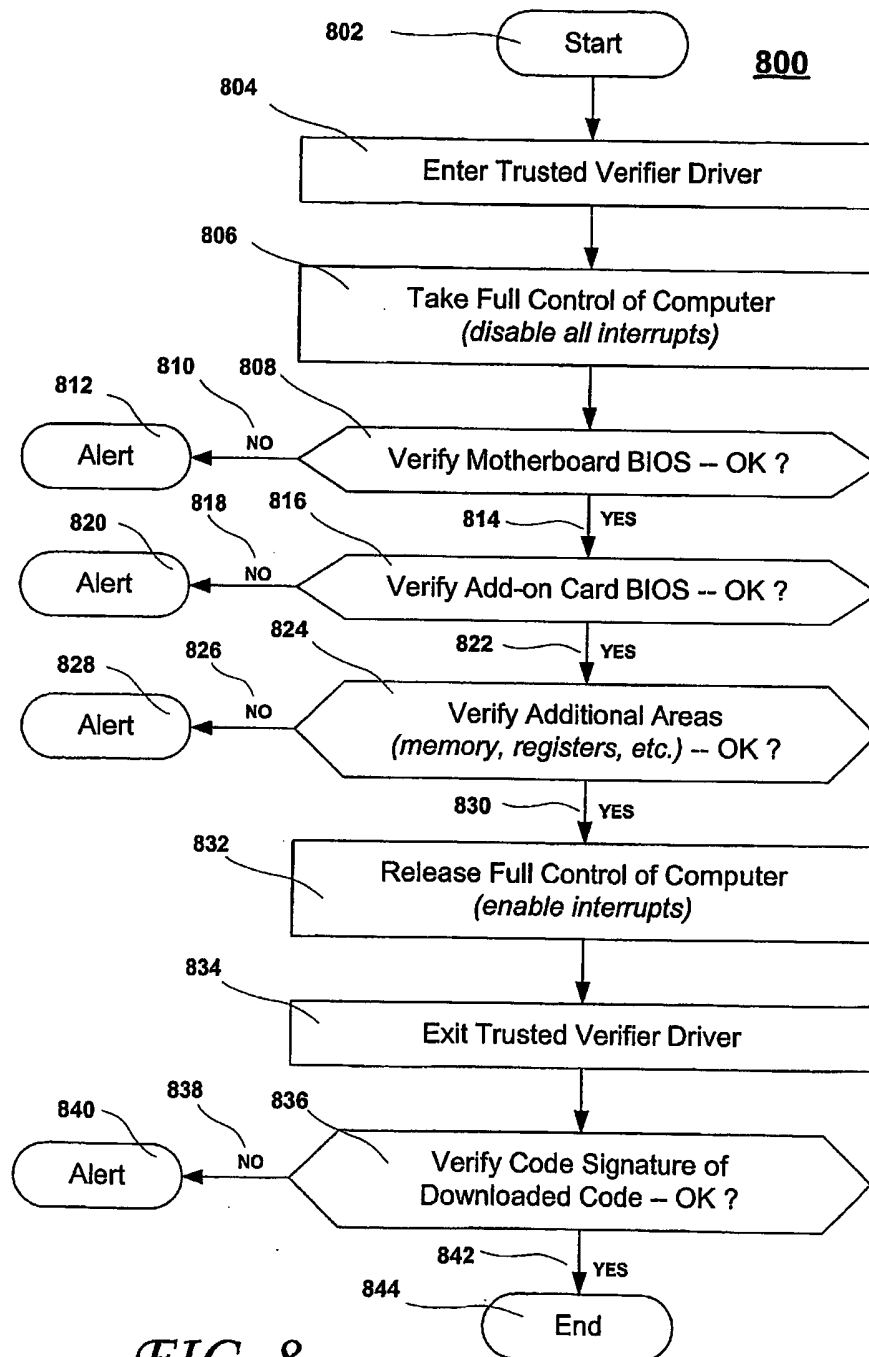 802
Start
800
804
Enter Trusted Verifier Driver
806
Take Full Control of Computer
(disable all interrupts)
810
808
812
NO
Alert
Verify Motherboard BIOS -- OK ?
814
YES
818
816
820
NO
Alert
Verify Add-on Card BIOS -- OK ?
824
822
YES
826
828
NO
Alert
Verify Additional Areas
(memory, registers, etc.) -- OK ?
830
YES
832
Release Full Control of Computer
(enable interrupts)
834
Exit Trusted Verifier Driver
838
836
840
NO
Alert
Verify Code Signature of
Downloaded Code -- OK ?
842
YES
844
End
FIG. 8